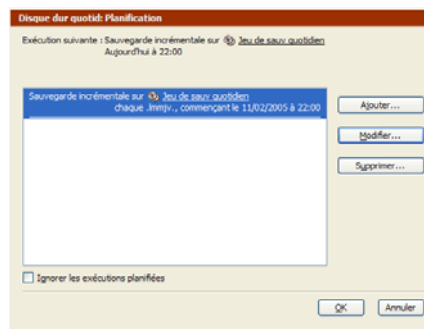 Disque dur quotid: Planification
Exécution suivante : Sauvegarde incrémentale sur Jeu de sauv quotidien
Aujourd'hui à 22:00
Sauvegarde incrémentale sur Jeu de sauv quotidien
chaque .lmmjv., commençant le 11/02/2005 à 22:00
Ajouter...
Modifier...
Supprimer...
Ignorer les exécutions planifiées
OK
Annuler